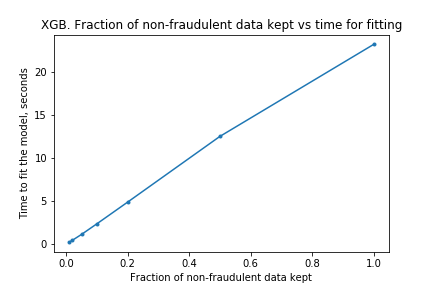 XGB. Fraction of non-fraudulent data kept vs time for fitting
Time to fit the model, seconds
20
15
10
5
0
0.0 0.2 0.4 0.6 0.8 1.0
Fraction of non-fraudulent data kept